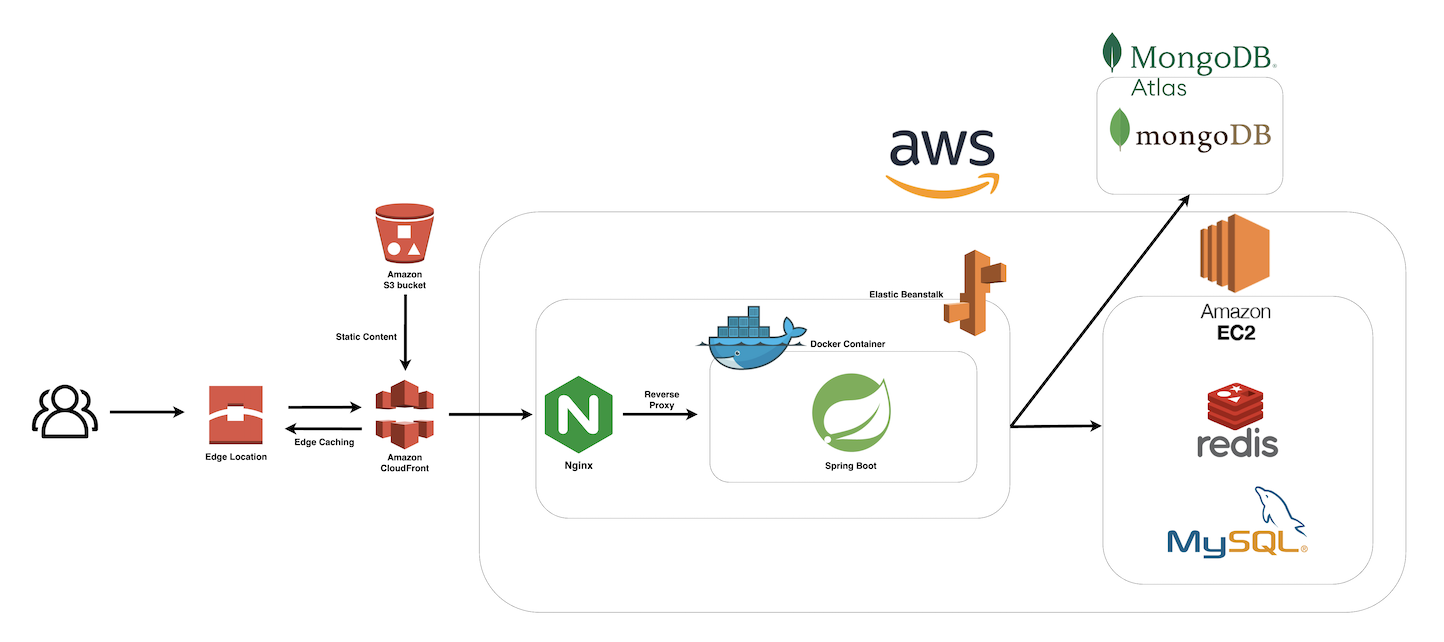 MongoDB®
Atlas
mongoDB
aws
Amazon
S3 bucket
Static Content
Elastic Beanstalk
Docker Container
Amazon
EC2
Reverse
Proxy
Edge Caching
Edge Location
Amazon
CloudFront
Nginx
Spring Boot
redis
MySQL®